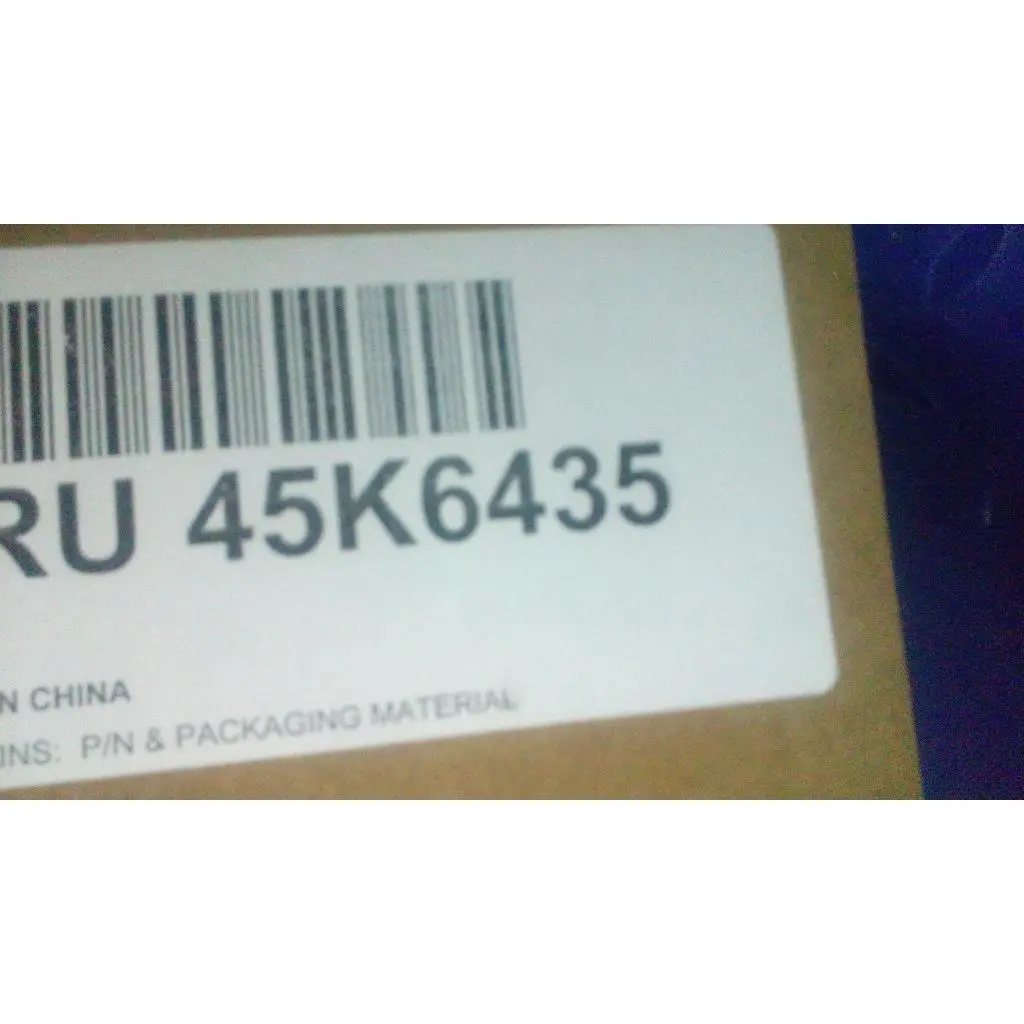 RU 45K6435
N CHINA
INS: P/N & PACKAGING MATERIAL